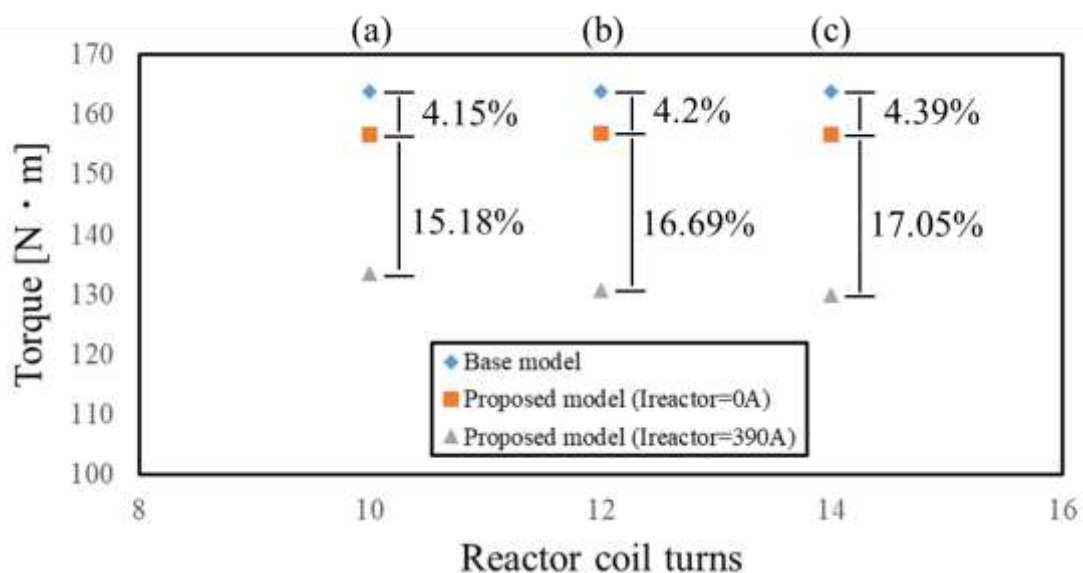 (a) (b) (c)
170
160
150
140
130
120
110
100
Torque [N・m]
4.15% 4.2% 4.39%
15.18% 16.69% 17.05%
Base model
Proposed model (Ireactor=0A)
Proposed model (Ireactor=390A)
8 10 12 14 16
Reactor coil turns